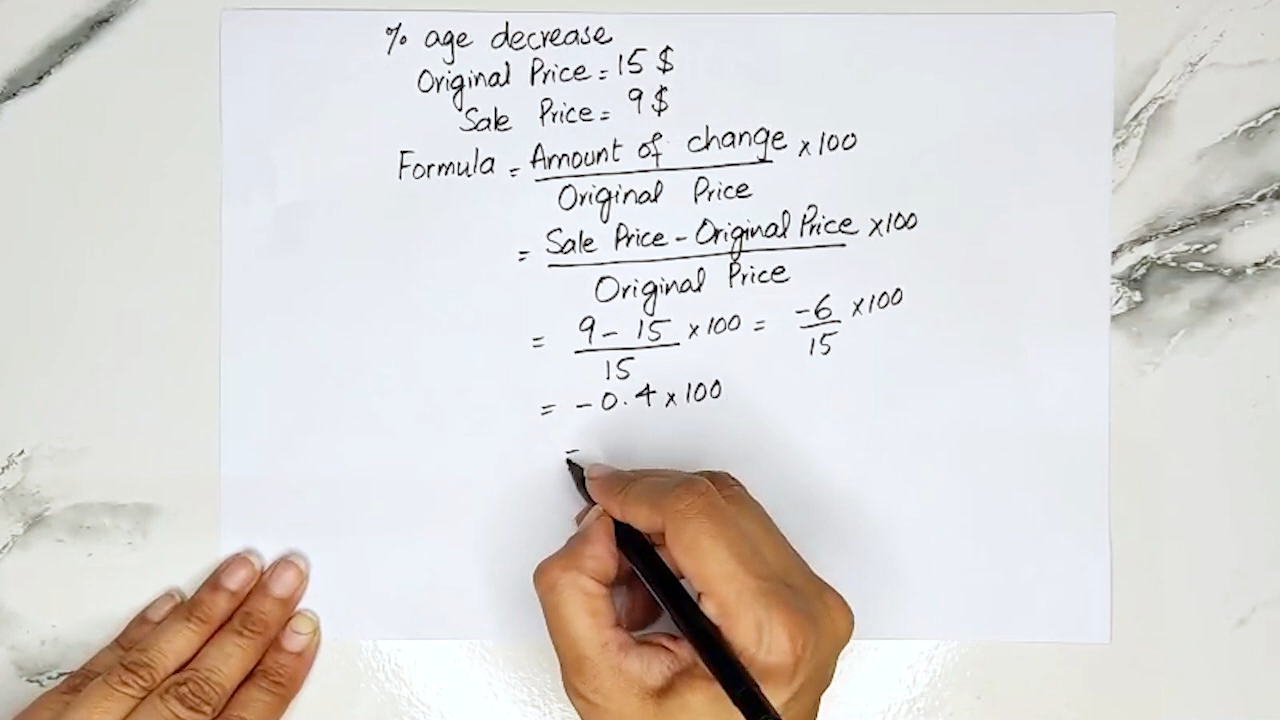 % age decrease
Original Price = 15 $
Sale Price = 9 $
Formula = Amount of change × 100
Original Price
= Sale Price - Original Price × 100
Original Price
= 9 - 15 × 100 = -6 × 100
15 15
= - 0.4 × 100
=